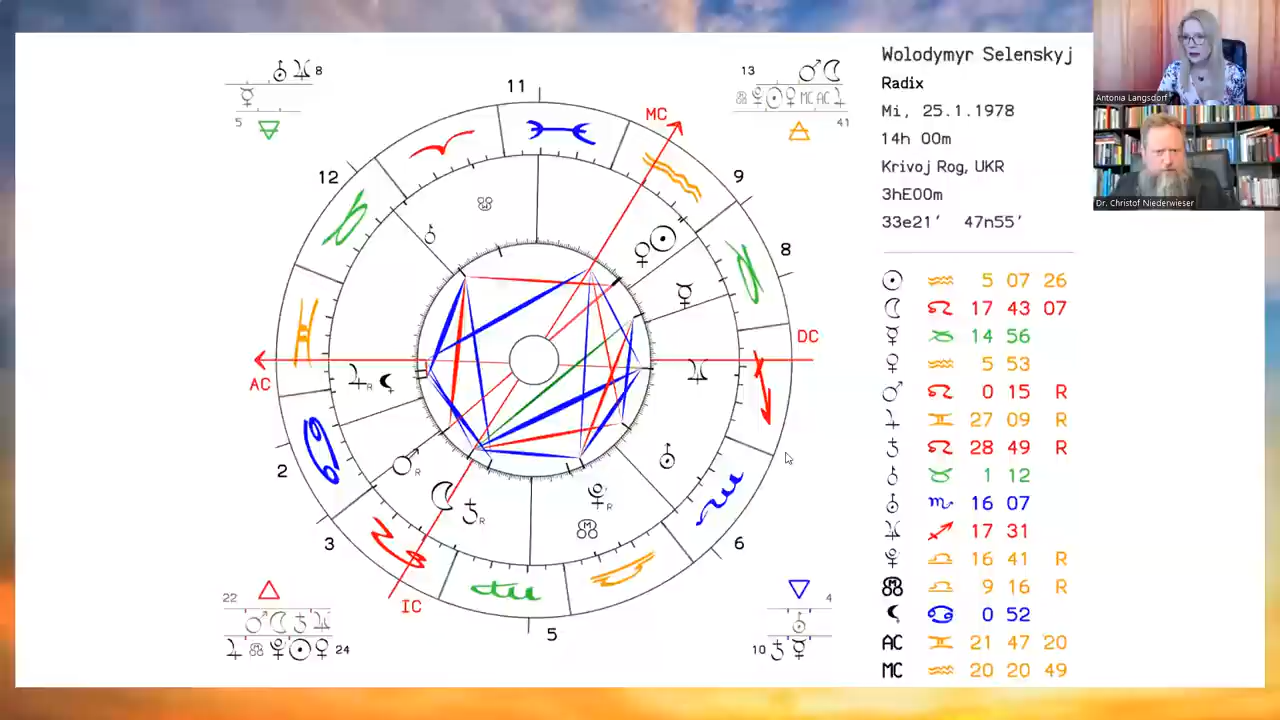 Wolodymyr Selenskyj
Radix
Mi, 25.1.1978
14h 00m
Krivoj Rog, UKR
3hE00m
33e21' 47n55'
Antonia Langsdorf
Dr. Christof Niederwieser
8
5
13
MC AC
41
11
MC
12
9
8
DC
AC
R
R
2
3
R
R
6
IC
5
22
24
4
10
5 07 26
17 43 07
14 56
5 53
0 15 R
27 09 R
28 49 R
1 12
16 07
17 31
16 41 R
9 16 R
0 52
AC 21 47 20
MC 20 20 49